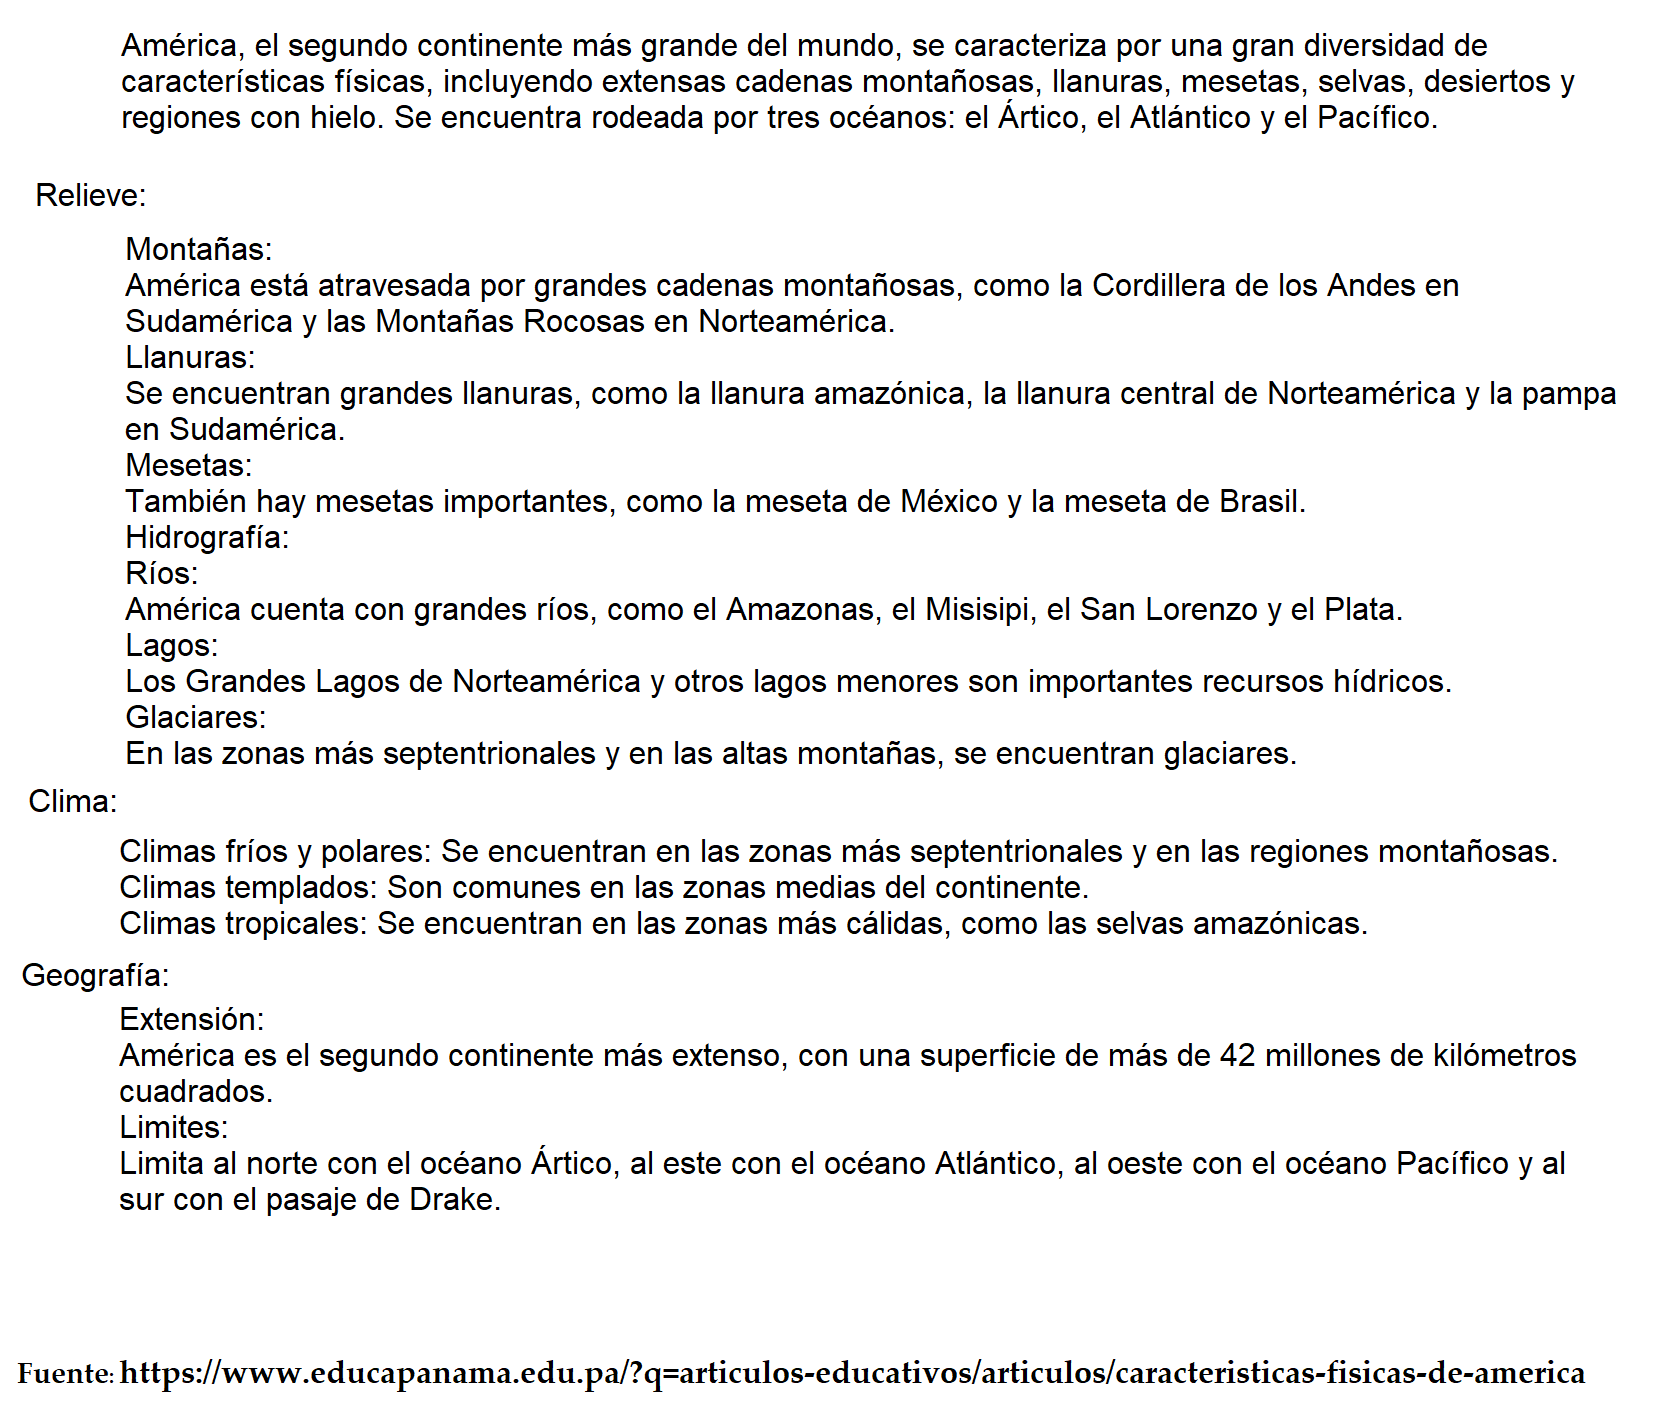 América, el segundo continente más grande del mundo, se caracteriza por una gran diversidad de
características físicas, incluyendo extensas cadenas montañosas, llanuras, mesetas, selvas, desiertos y
regiones con hielo. Se encuentra rodeada por tres océanos: el Ártico, el Atlántico y el Pacífico.
Relieve:
Montañas:
América está atravesada por grandes cadenas montañosas, como la Cordillera de los Andes en
Sudamérica y las Montañas Rocosas en Norteamérica.
Llanuras:
Se encuentran grandes llanuras, como la llanura amazónica, la llanura central de Norteamérica y la pampa
en Sudamérica.
Mesetas:
También hay mesetas importantes, como la meseta de México y la meseta de Brasil.
Hidrografía:
Ríos:
América cuenta con grandes ríos, como el Amazonas, el Misisipi, el San Lorenzo y el Plata.
Lagos:
Los Grandes Lagos de Norteamérica y otros lagos menores son importantes recursos hídricos.
Glaciares:
En las zonas más septentrionales y en las altas montañas, se encuentran glaciares.
Clima:
Climas fríos y polares: Se encuentran en las zonas más septentrionales y en las regiones montañosas.
Climas templados: Son comunes en las zonas medias del continente.
Climas tropicales: Se encuentran en las zonas más cálidas, como las selvas amazónicas.
Geografía:
Extensión:
América es el segundo continente más extenso, con una superficie de más de 42 millones de kilómetros
cuadrados.
Limites:
Limita al norte con el océano Ártico, al este con el océano Atlántico, al oeste con el océano Pacífico y al
sur con el pasaje de Drake.
Fuente: https://www.educapanama.edu.pa/?q=articulos-educativos/articulos/caracteristicas-fisicas-de-america